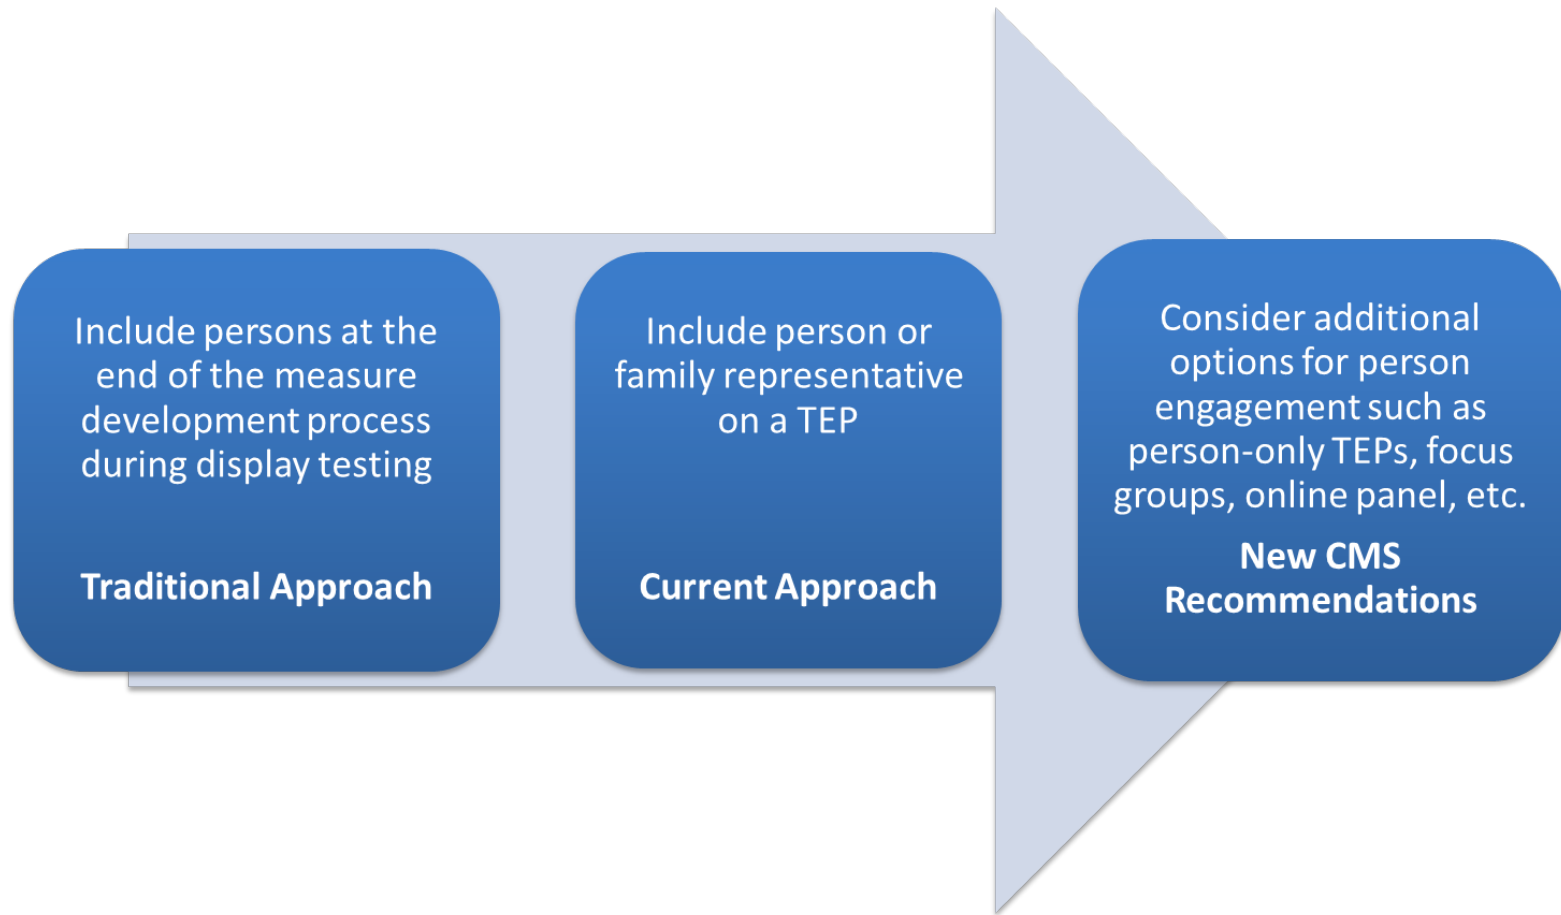 Include persons at the
end of the measure
development process
during display testing
Traditional Approach
Include person or
family representative
on a TEP
Current Approach
Consider additional
options for person
engagement such as
person-only TEPs, focus
groups, online panel, etc.
New CMS
Recommendations